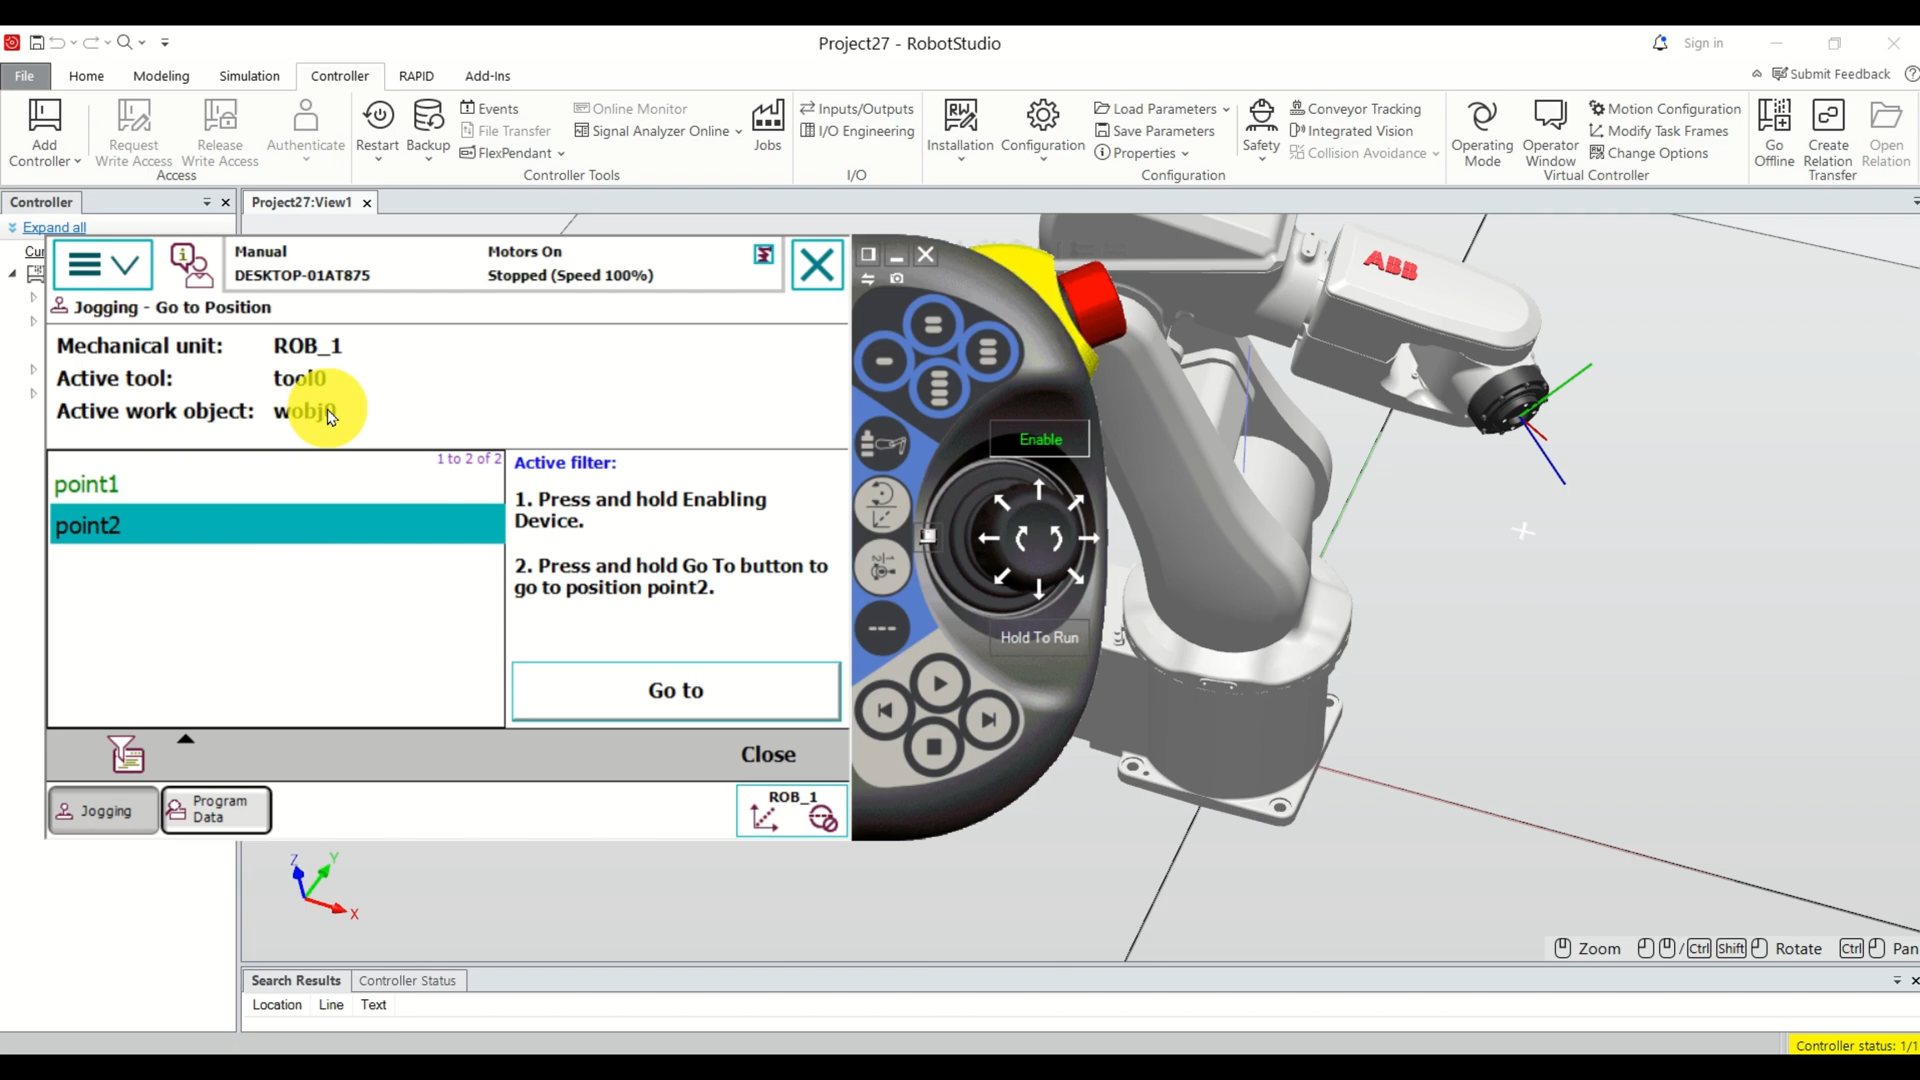 Project27 - RobotStudio
Sign in
File
Home
Modeling
Simulation
Controller
RAPID
Add-Ins
Submit Feedback
Add
Controller
Request
Write Access
Release
Write Access
Authenticate
Access
Restart
Backup
Events
File Transfer
FlexPendant
Online Monitor
Signal Analyzer Online
Jobs
Controller Tools
Inputs/Outputs
I/O Engineering
I/O
Installation
Configuration
Load Parameters
Save Parameters
Properties
Safety
Conveyor Tracking
Integrated Vision
Collision Avoidance
Configuration
Operating
Mode
Operator
Window
Motion Configuration
Modify Task Frames
Change Options
Virtual Controller
Go
Offline
Create
Relation
Open
Relation
Transfer
Controller
Project27:View1
Expand all
Manual
DESKTOP-01AT875
Motors On
Stopped (Speed 100%)
Jogging - Go to Position
Mechanical unit: ROB_1
Active tool: tool0
Active work object: wobj0
1 to 2 of 2
point1
point2
Active filter:
1. Press and hold Enabling
Device.
2. Press and hold Go To button to
go to position point2.
Go to
Close
Jogging
Program
Data
ROB_1
Enable
Hold To Run
ABB
Z
Y
X
Zoom
/ Ctrl Shift Rotate
Ctrl Pan
Search Results
Controller Status
Location Line Text
Controller status: 1/1